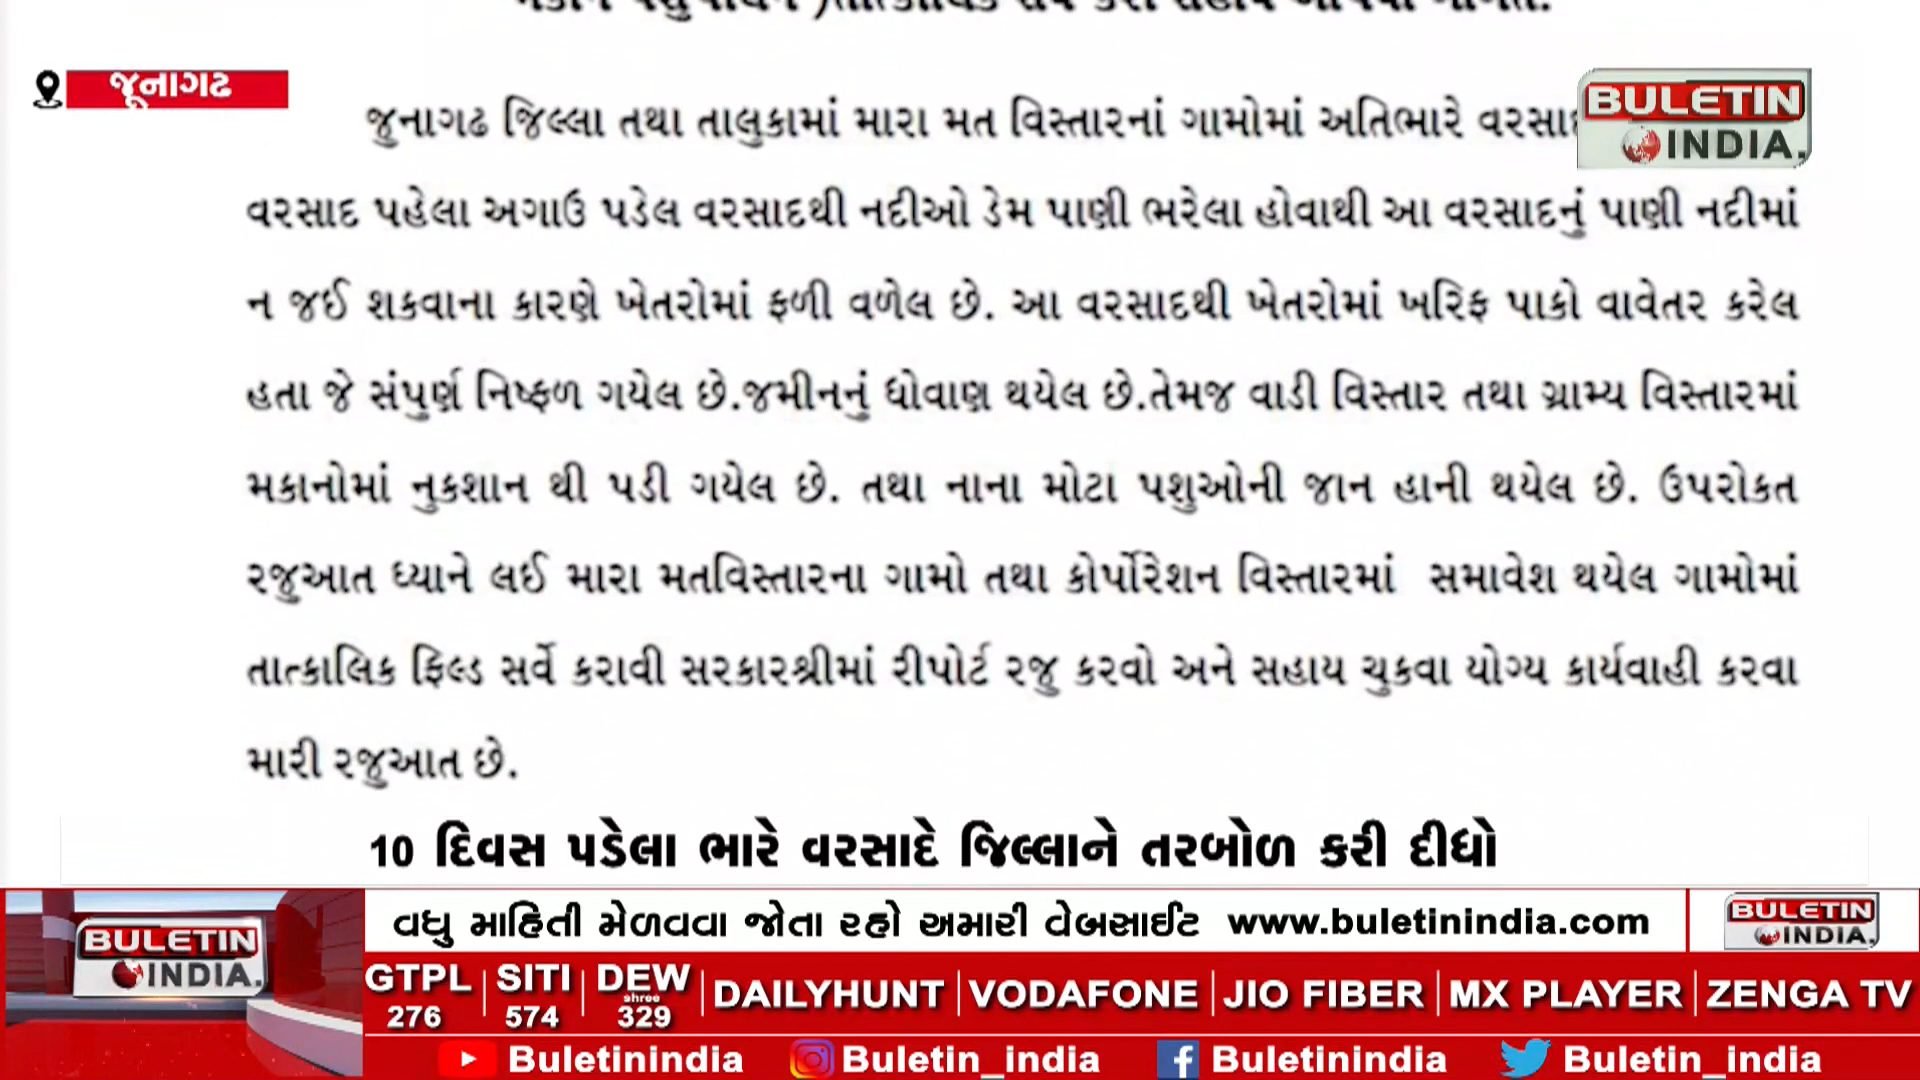 જૂનાગઢ
BULETIN
INDIA.
જુનાગઢ જિલ્લા તથા તાલુકામાં મારા મત વિસ્તારનાં ગામોમાં અતિભારે
વરસાદ પહેલા અગાઉ પડેલ વરસાદથી નદીઓ ડેમ પાણી ભરેલા હોવાથી આ વરસાદનું પાણી નદીમાં
ન જઈ શકવાના કારણે ખેતરોમાં ફળી વળેલ છે. આ વરસાદથી ખેતરોમાં ખરિફ પાકો વાવેતર કરેલ
હતા જે સંપુર્ણ નિષ્ફળ ગયેલ છે.જમીનનું ધોવાણ થયેલ છે.તેમજ વાડી વિસ્તાર તથા ગ્રામ્ય વિસ્તારમાં
મકાનોમાં નુકશાન થી પડી ગયેલ છે. તથા નાના મોટા પશુઓની જાન હાની થયેલ છે. ઉપરોકત
રજુઆત ધ્યાને લઈ મારા મતવિસ્તારના ગામો તથા કોર્પોરેશન વિસ્તારમાં સમાવેશ થયેલ ગામોમાં
તાત્કાલિક ફિલ્ડ સર્વે કરાવી સરકારશ્રીમાં રીપોર્ટ રજુ કરવો અને સહાય ચુકવા યોગ્ય કાર્યવાહી કરવા
મારી રજુઆત છે.
10 દિવસ પડેલા ભારે વરસાદે જિલ્લાને તરબોળ કરી દીધો
વધુ માહિતી મેળવવા જોતા રહો અમારી વેબસાઈટ www.buletinindia.com
BULETIN
INDIA.
BULETIN
INDIA.
GTPL 276 | SITI 574 | DEW shree 329 | DAILYHUNT | VODAFONE | JIO FIBER | MX PLAYER | ZENGA TV
Buletinindia Buletin_india Buletinindia Buletin_india